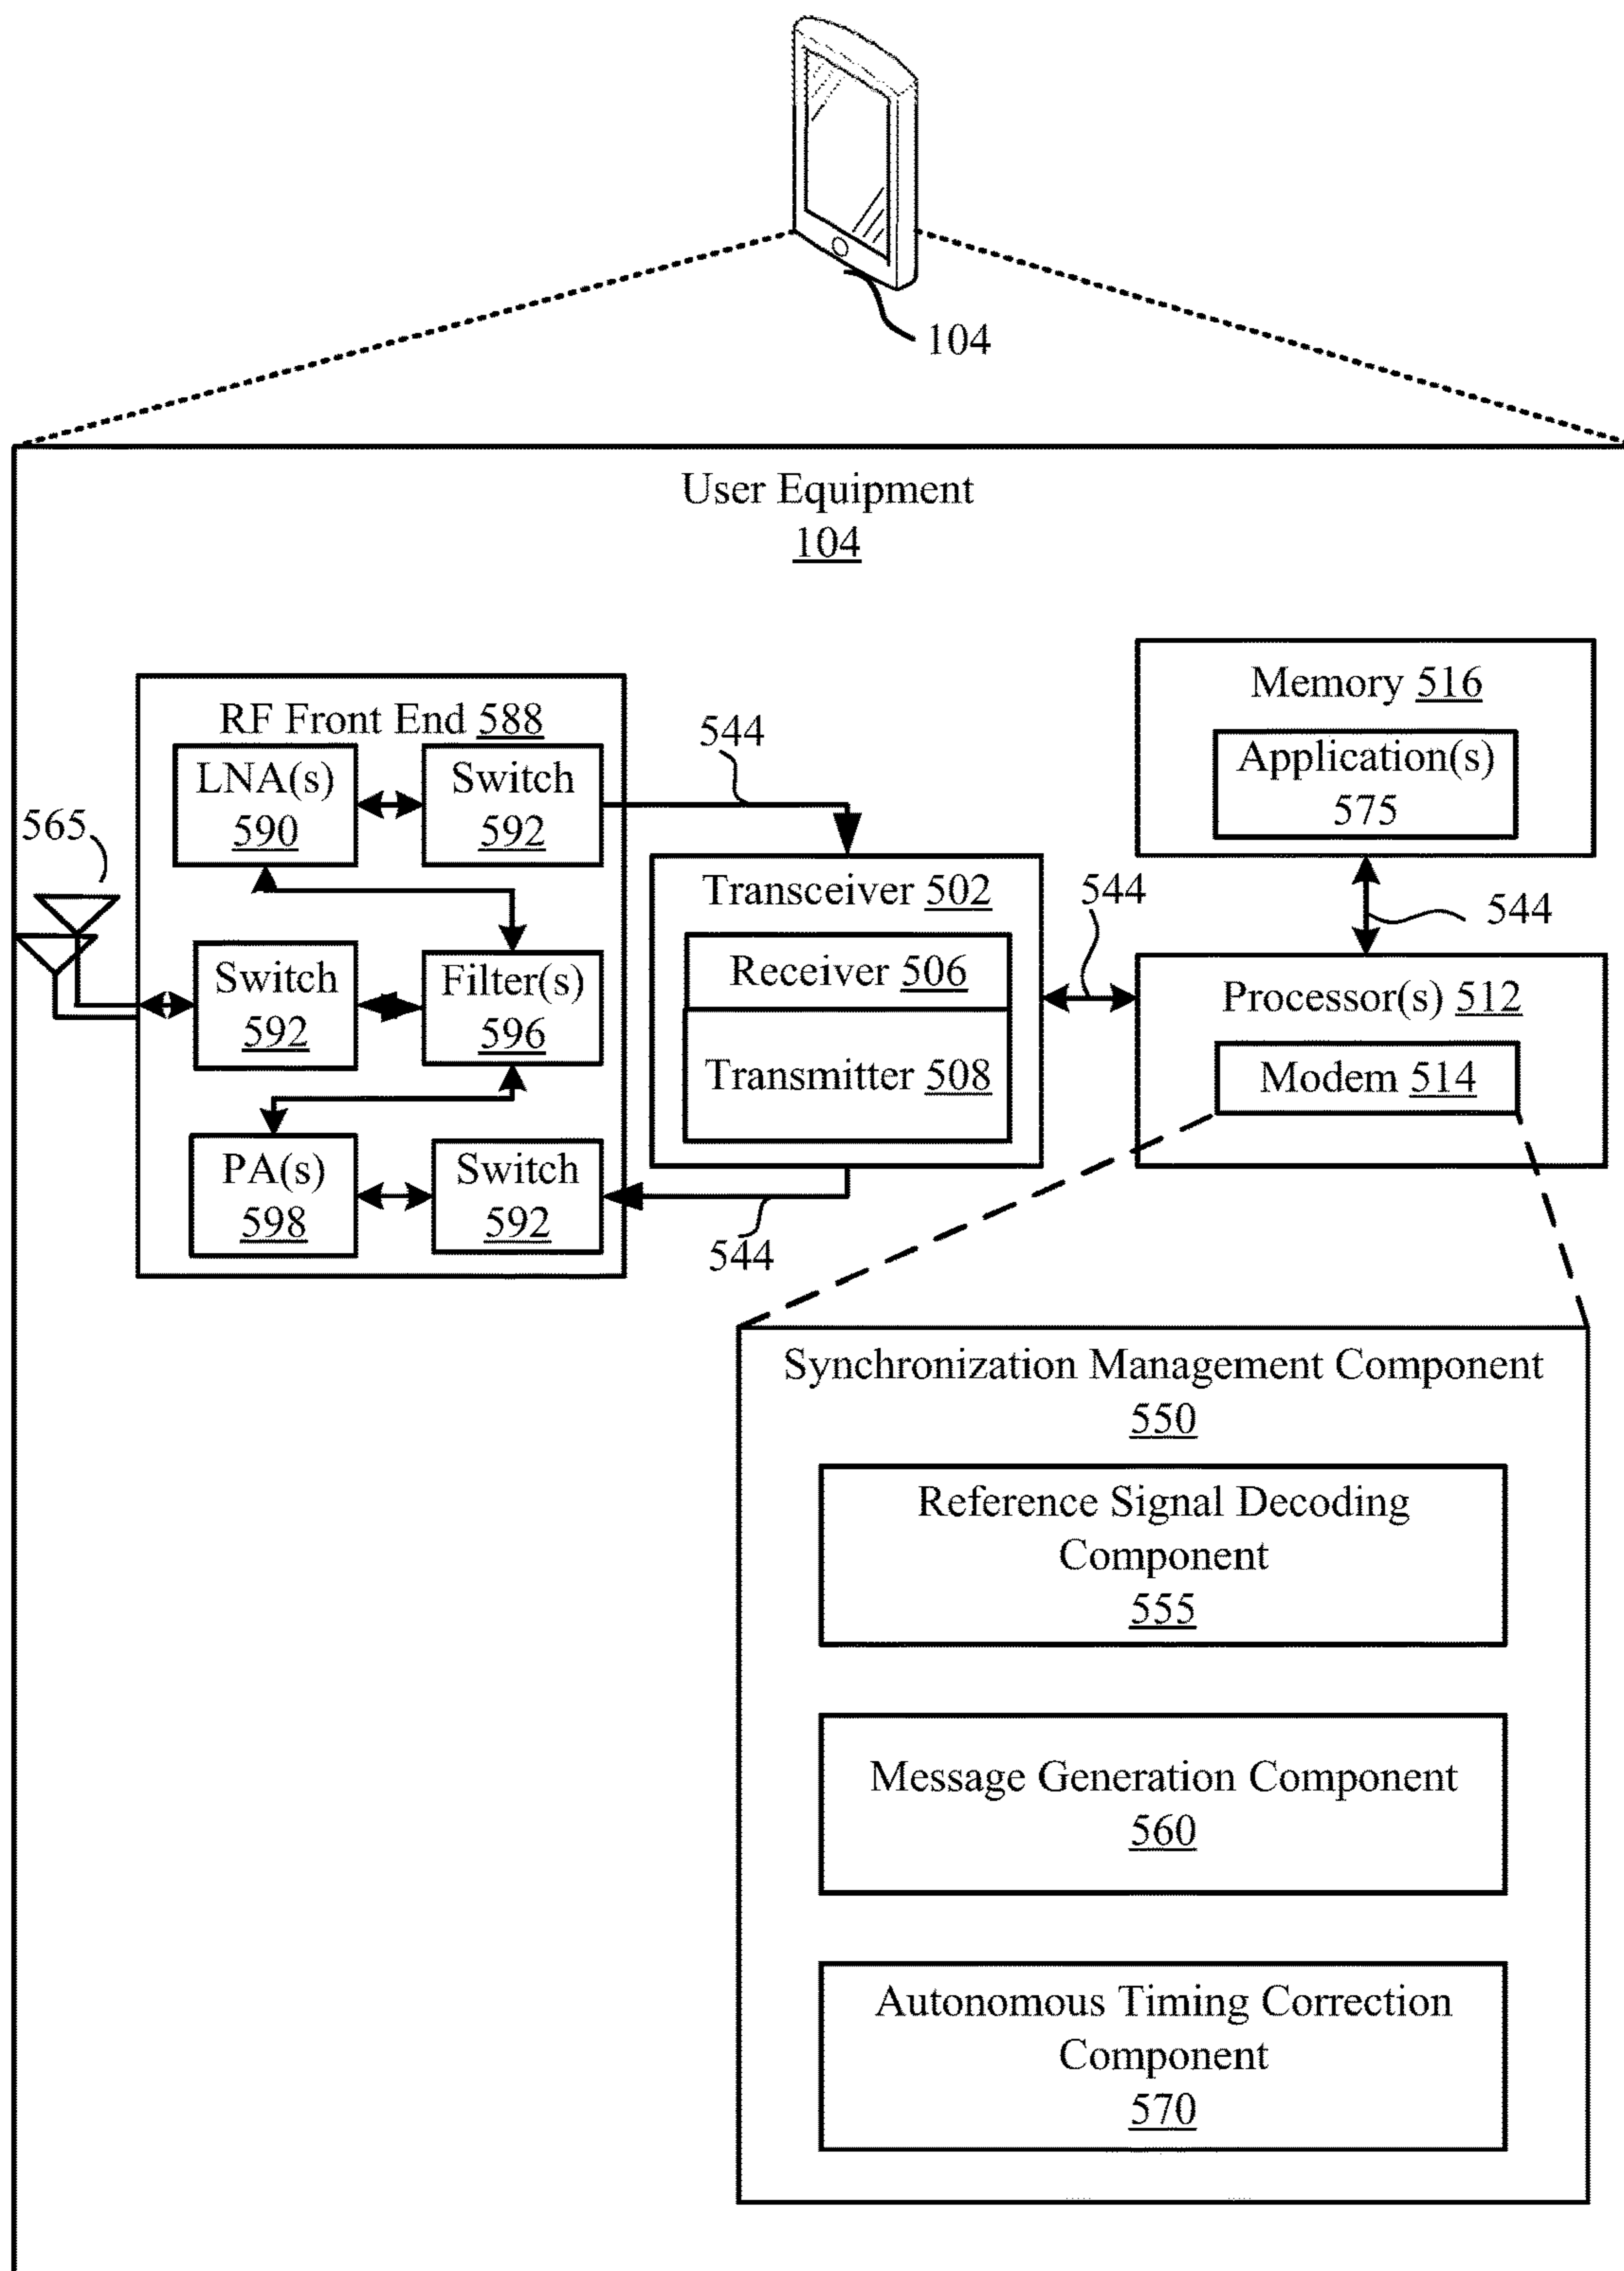 104
User Equipment
104
RF Front End 588
LNA(s)
590
Switch
592
544
565
Switch
592
Filter(s)
596
PA(s)
598
Switch
592
544
Transceiver 502
Receiver 506
Transmitter 508
544
Memory 516
Application(s)
575
544
Processor(s) 512
Modem 514
Synchronization Management Component
550
Reference Signal Decoding
Component
555
Message Generation Component
560
Autonomous Timing Correction
Component
570